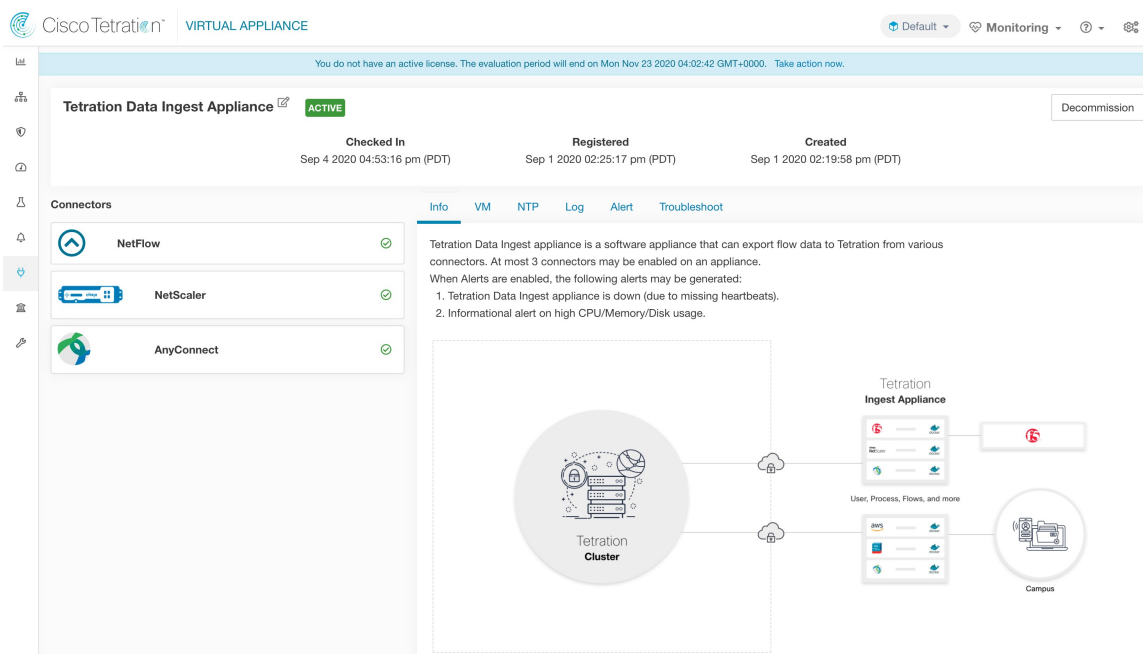 Cisco Tetration™
VIRTUAL APPLIANCE
Default
Monitoring
You do not have an active license. The evaluation period will end on Mon Nov 23 2020 04:02:42 GMT+0000. Take action now.
Tetration Data Ingest Appliance
ACTIVE
Decommission
Checked In
Registered
Created
Sep 4 2020 04:53:16 pm (PDT)
Sep 1 2020 02:25:17 pm (PDT)
Sep 1 2020 02:19:58 pm (PDT)
Connectors
NetFlow
NetScaler
AnyConnect
Info VM NTP Log Alert Troubleshoot
Tetration Data Ingest appliance is a software appliance that can export flow data to Tetration from various
connectors. At most 3 connectors may be enabled on an appliance.
When Alerts are enabled, the following alerts may be generated:
1. Tetration Data Ingest appliance is down (due to missing heartbeats).
2. Informational alert on high CPU/Memory/Disk usage.
Tetration
Cluster
Tetration
Ingest Appliance
f5
NetScaler
f5
User, Process, Flows, and more
aws
Campus